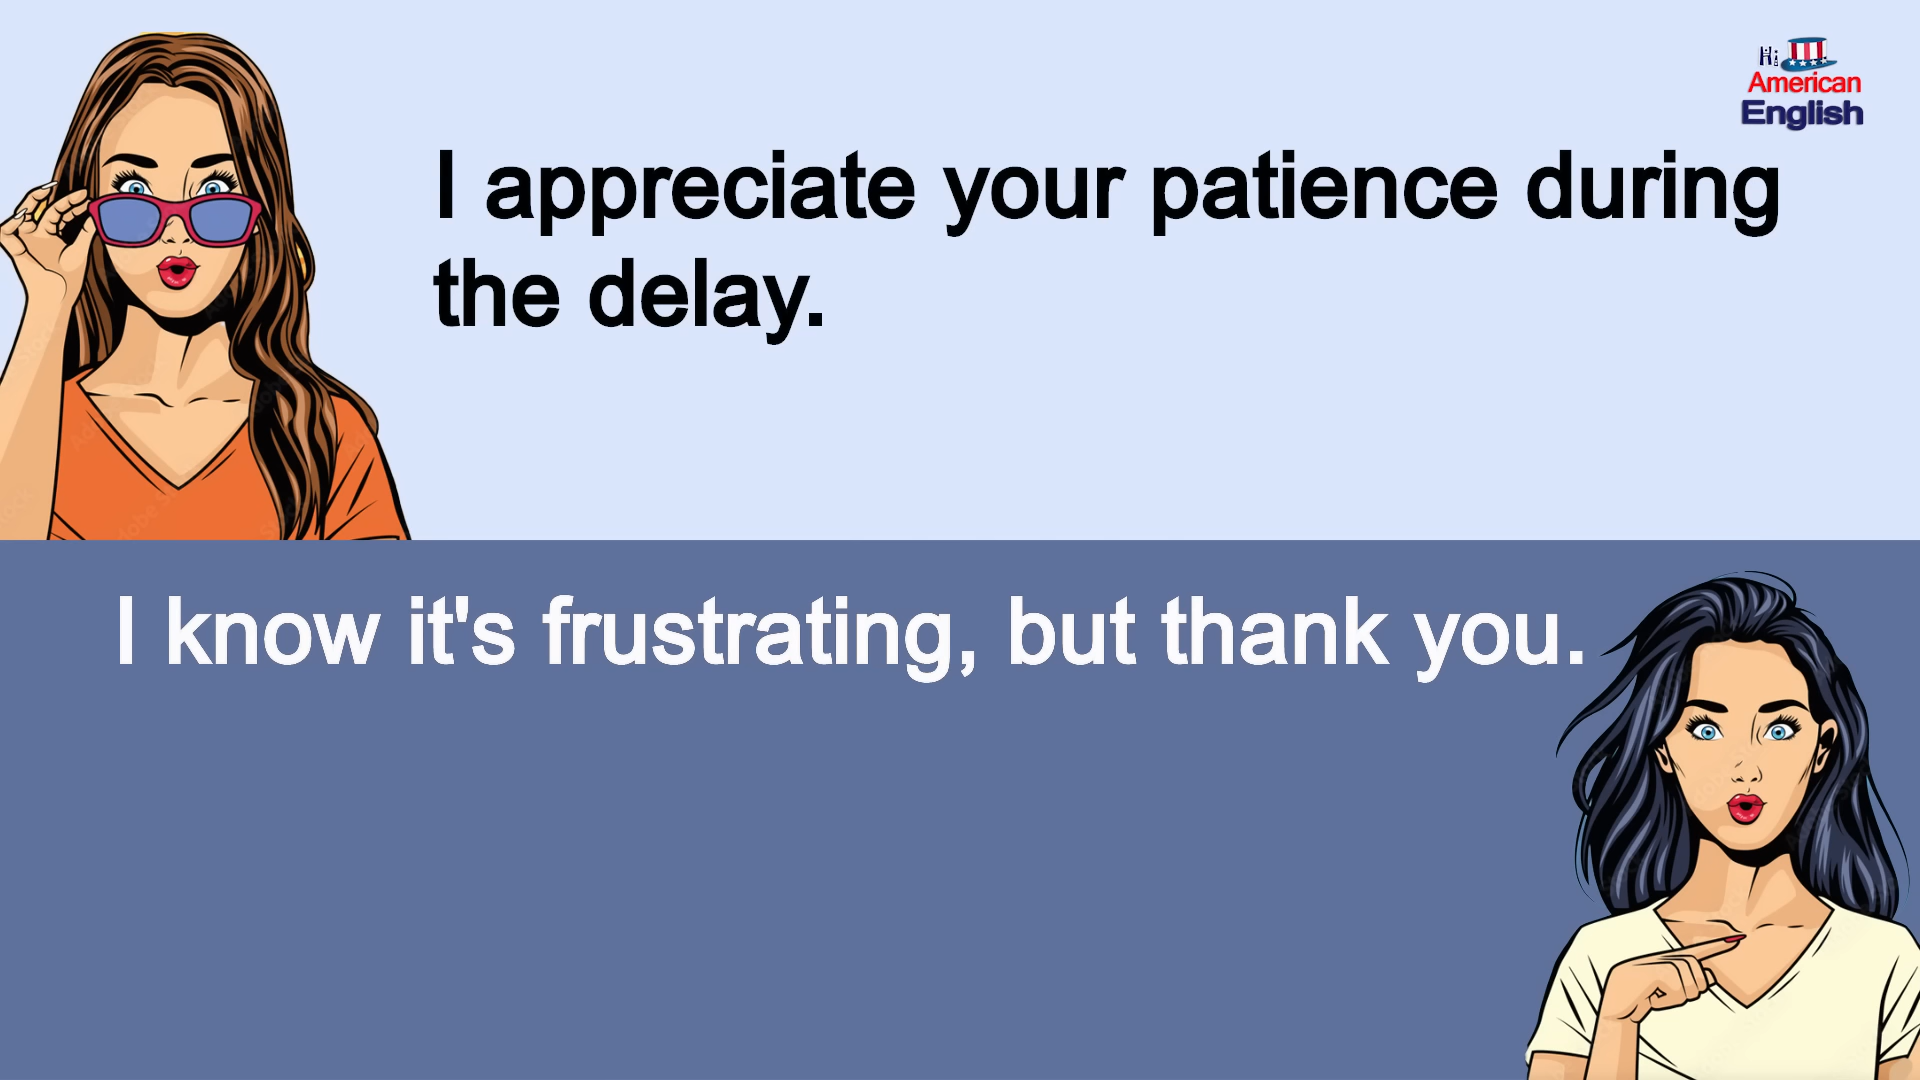 Hi
American
English
I appreciate your patience during
the delay.
I know it's frustrating, but thank you.